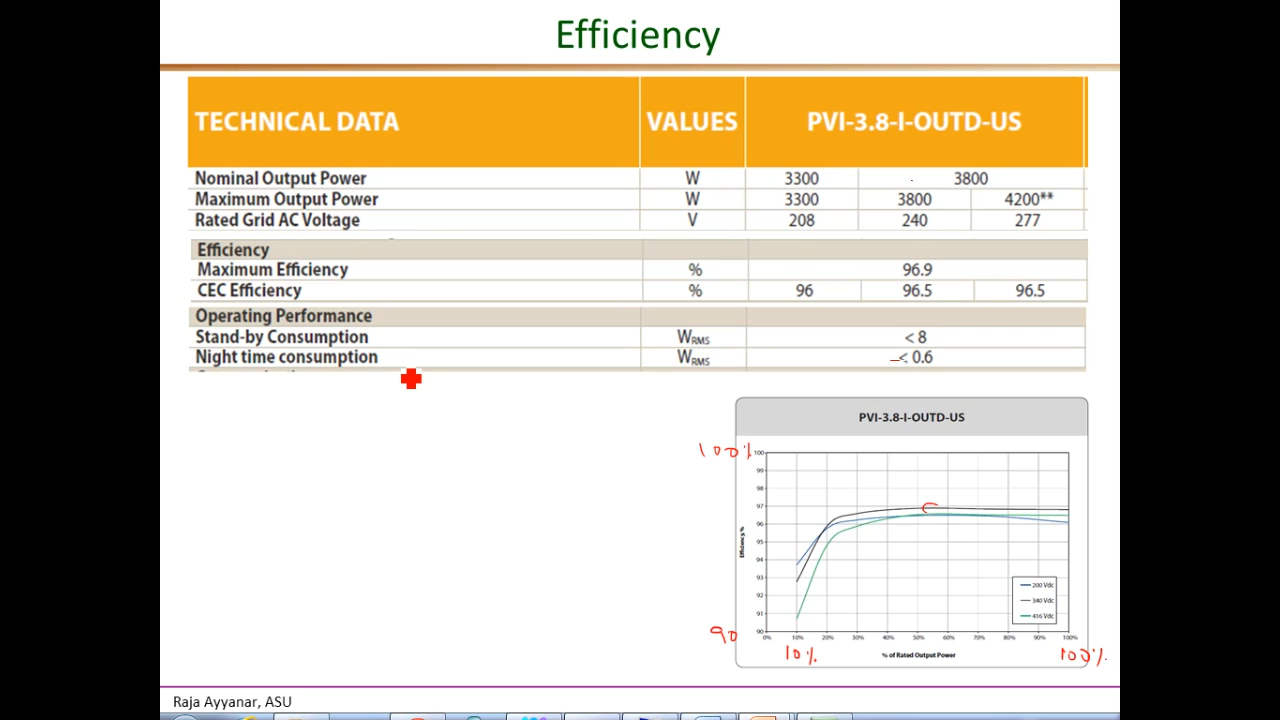 Efficiency
TECHNICAL DATA VALUES PVI-3.8-I-OUTD-US
Nominal Output Power W 3300 3800
Maximum Output Power W 3300 3800 4200**
Rated Grid AC Voltage V 208 240 277
Efficiency
Maximum Efficiency % 96.9
CEC Efficiency % 96 96.5 96.5
Operating Performance
Stand-by Consumption WRMS < 8
Night time consumption WRMS < 0.6
PVI-3.8-I-OUTD-US
100% 100
99
98
97
96
95
94
93
92
91
90 90
Efficiency %
200 Vdc
340 Vdc
416 Vdc
0% 10% 20% 30% 40% 50% 60% 70% 80% 90% 100%
10% % of Rated Output Power 100%
Raja Ayyanar, ASU